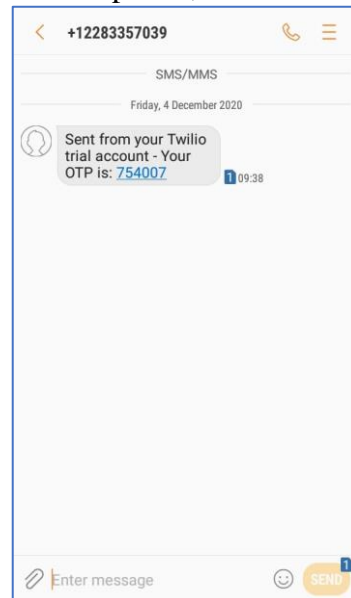 +12283357039
SMS/MMS
Friday, 4 December 2020
Sent from your Twilio
trial account - Your
OTP is: 754007
1 09:38
Enter message
SEND
1